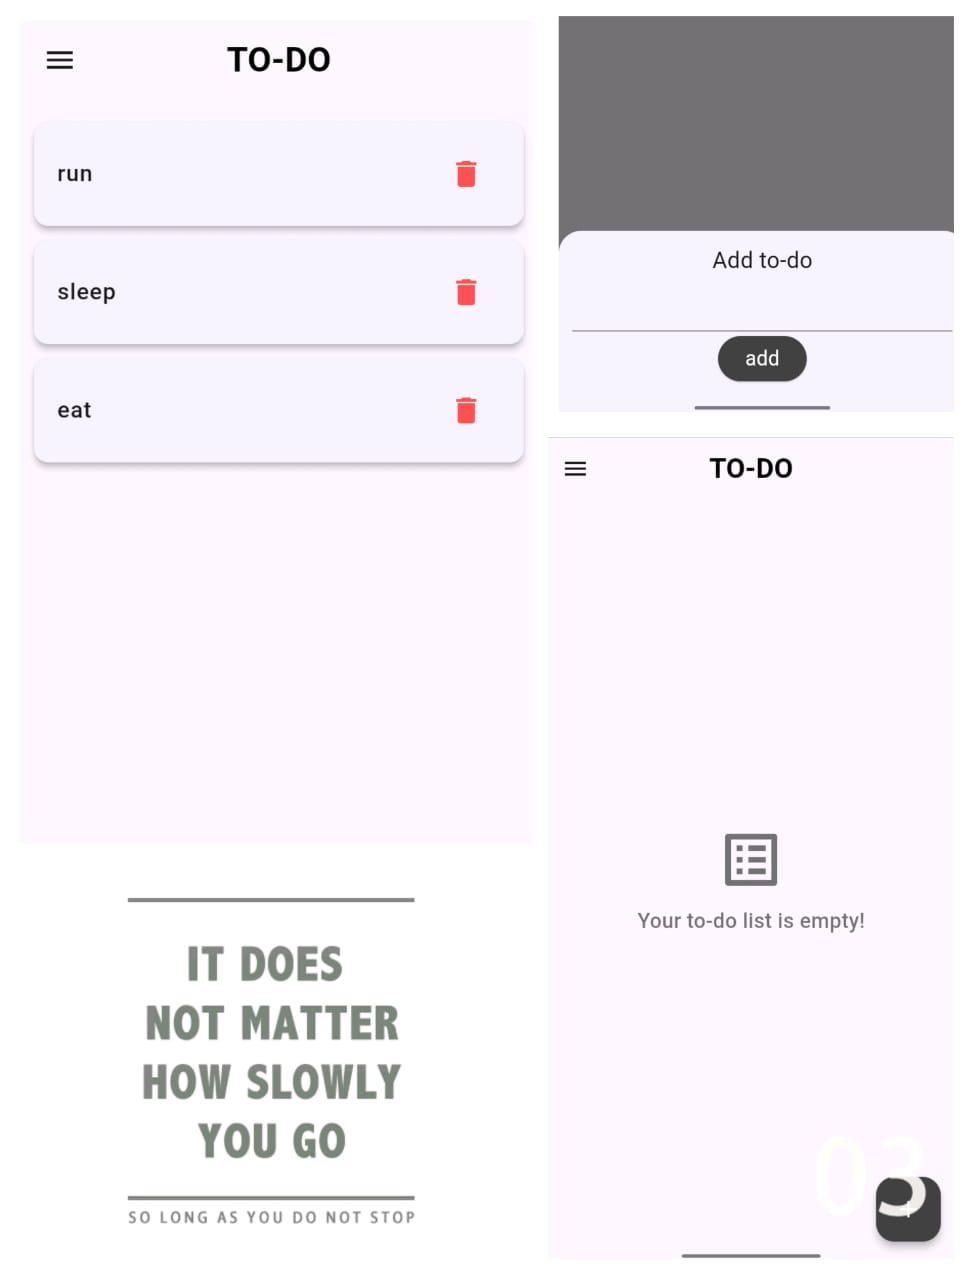 TO-DO
run
sleep
eat
IT DOES
NOT MATTER
HOW SLOWLY
YOU GO
SO LONG AS YOU DO NOT STOP
Add to-do
add
TO-DO
Your to-do list is empty!
03
+